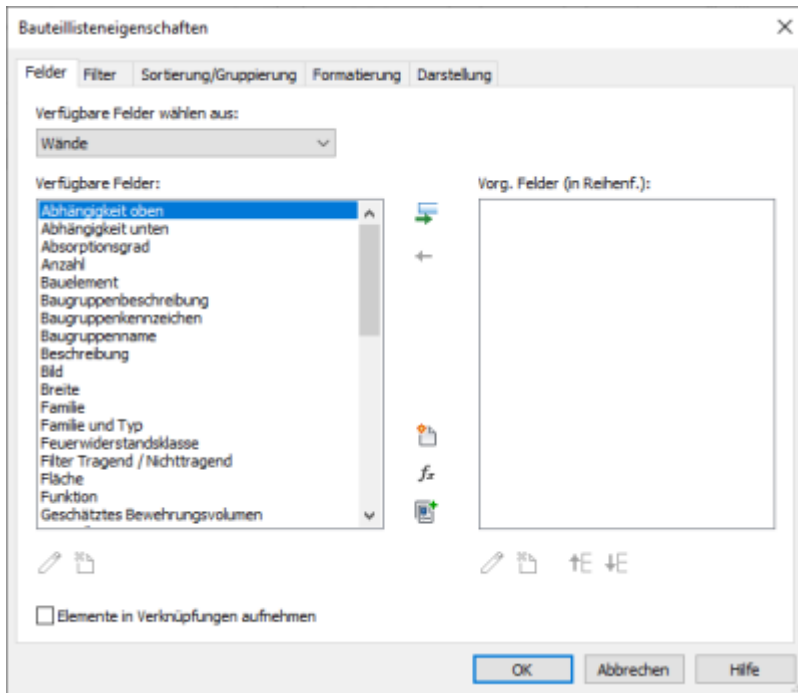 Bauteillisteneigenschaften
Felder Filter Sortierung/Gruppierung Formatierung Darstellung
Verfügbare Felder wählen aus:
Wände
Verfügbare Felder:
Vorg. Felder (in Reihenf.):
Abhängigkeit oben
Abhängigkeit unten
Absorptionsgrad
Anzahl
Bauelement
Baugruppenbeschreibung
Baugruppenkennzeichen
Baugruppenname
Beschreibung
Bild
Breite
Familie
Familie und Typ
Feuerwiderstandsklasse
Filter Tragend / Nichttragend
Fläche
Funktion
Geschätztes Bewehrungsvolumen
fx
Elemente in Verknüpfungen aufnehmen
OK Abbrechen Hilfe